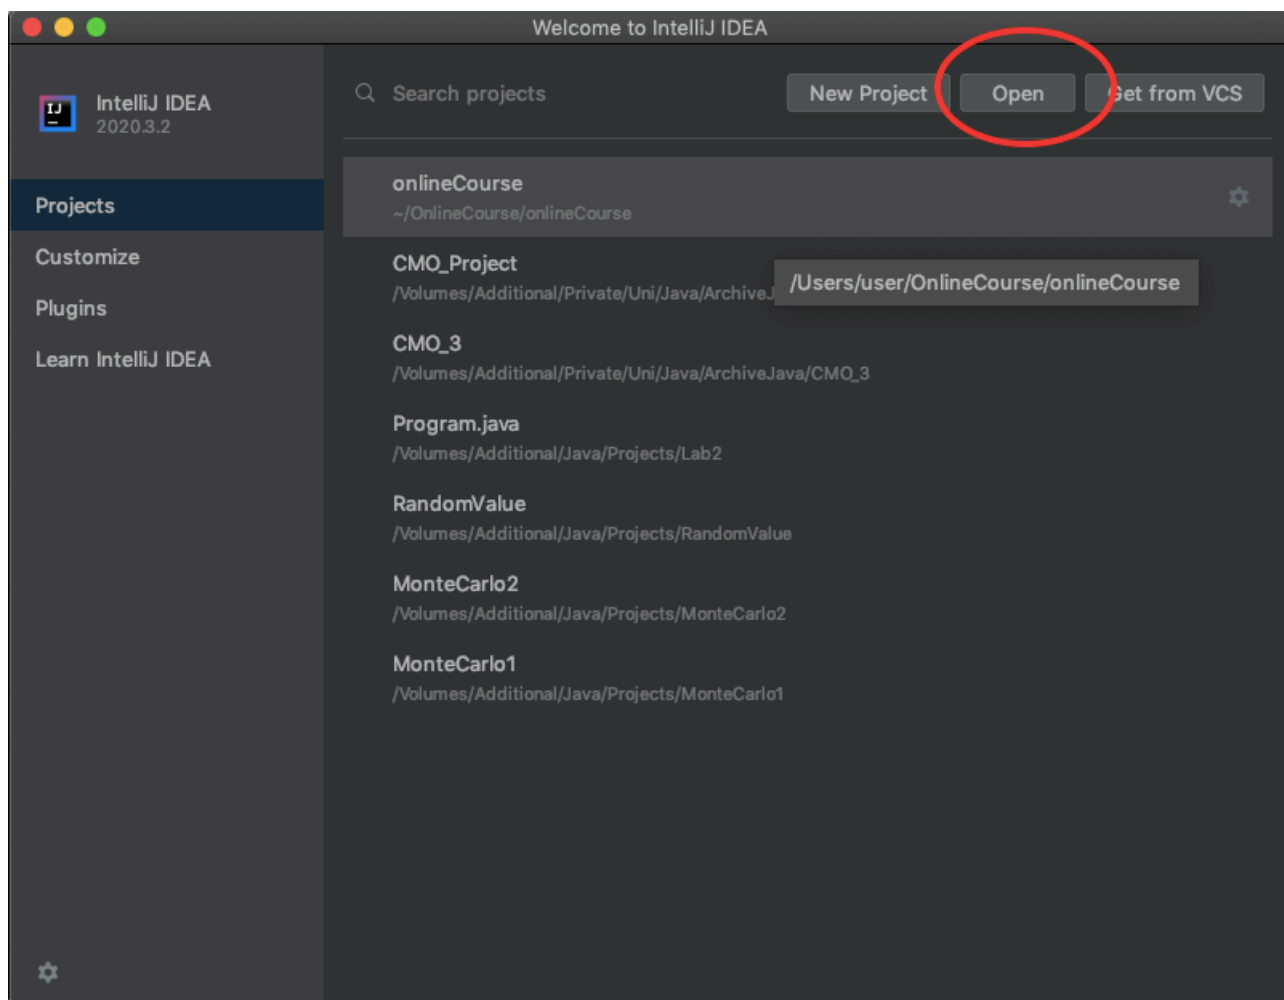 Welcome to IntelliJ IDEA
IntelliJ IDEA
2020.3.2
Search projects
New Project
Open
Get from VCS
Projects
Customize
Plugins
Learn IntelliJ IDEA
onlineCourse
~/OnlineCourse/onlineCourse
CMO_Project
/Volumes/Additional/Private/Uni/Java/ArchiveJ
/Users/user/OnlineCourse/onlineCourse
CMO_3
/Volumes/Additional/Private/Uni/Java/ArchiveJava/CMO_3
Program.java
/Volumes/Additional/Java/Projects/Lab2
RandomValue
/Volumes/Additional/Java/Projects/RandomValue
MonteCarlo2
/Volumes/Additional/Java/Projects/MonteCarlo2
MonteCarlo1
/Volumes/Additional/Java/Projects/MonteCarlo1